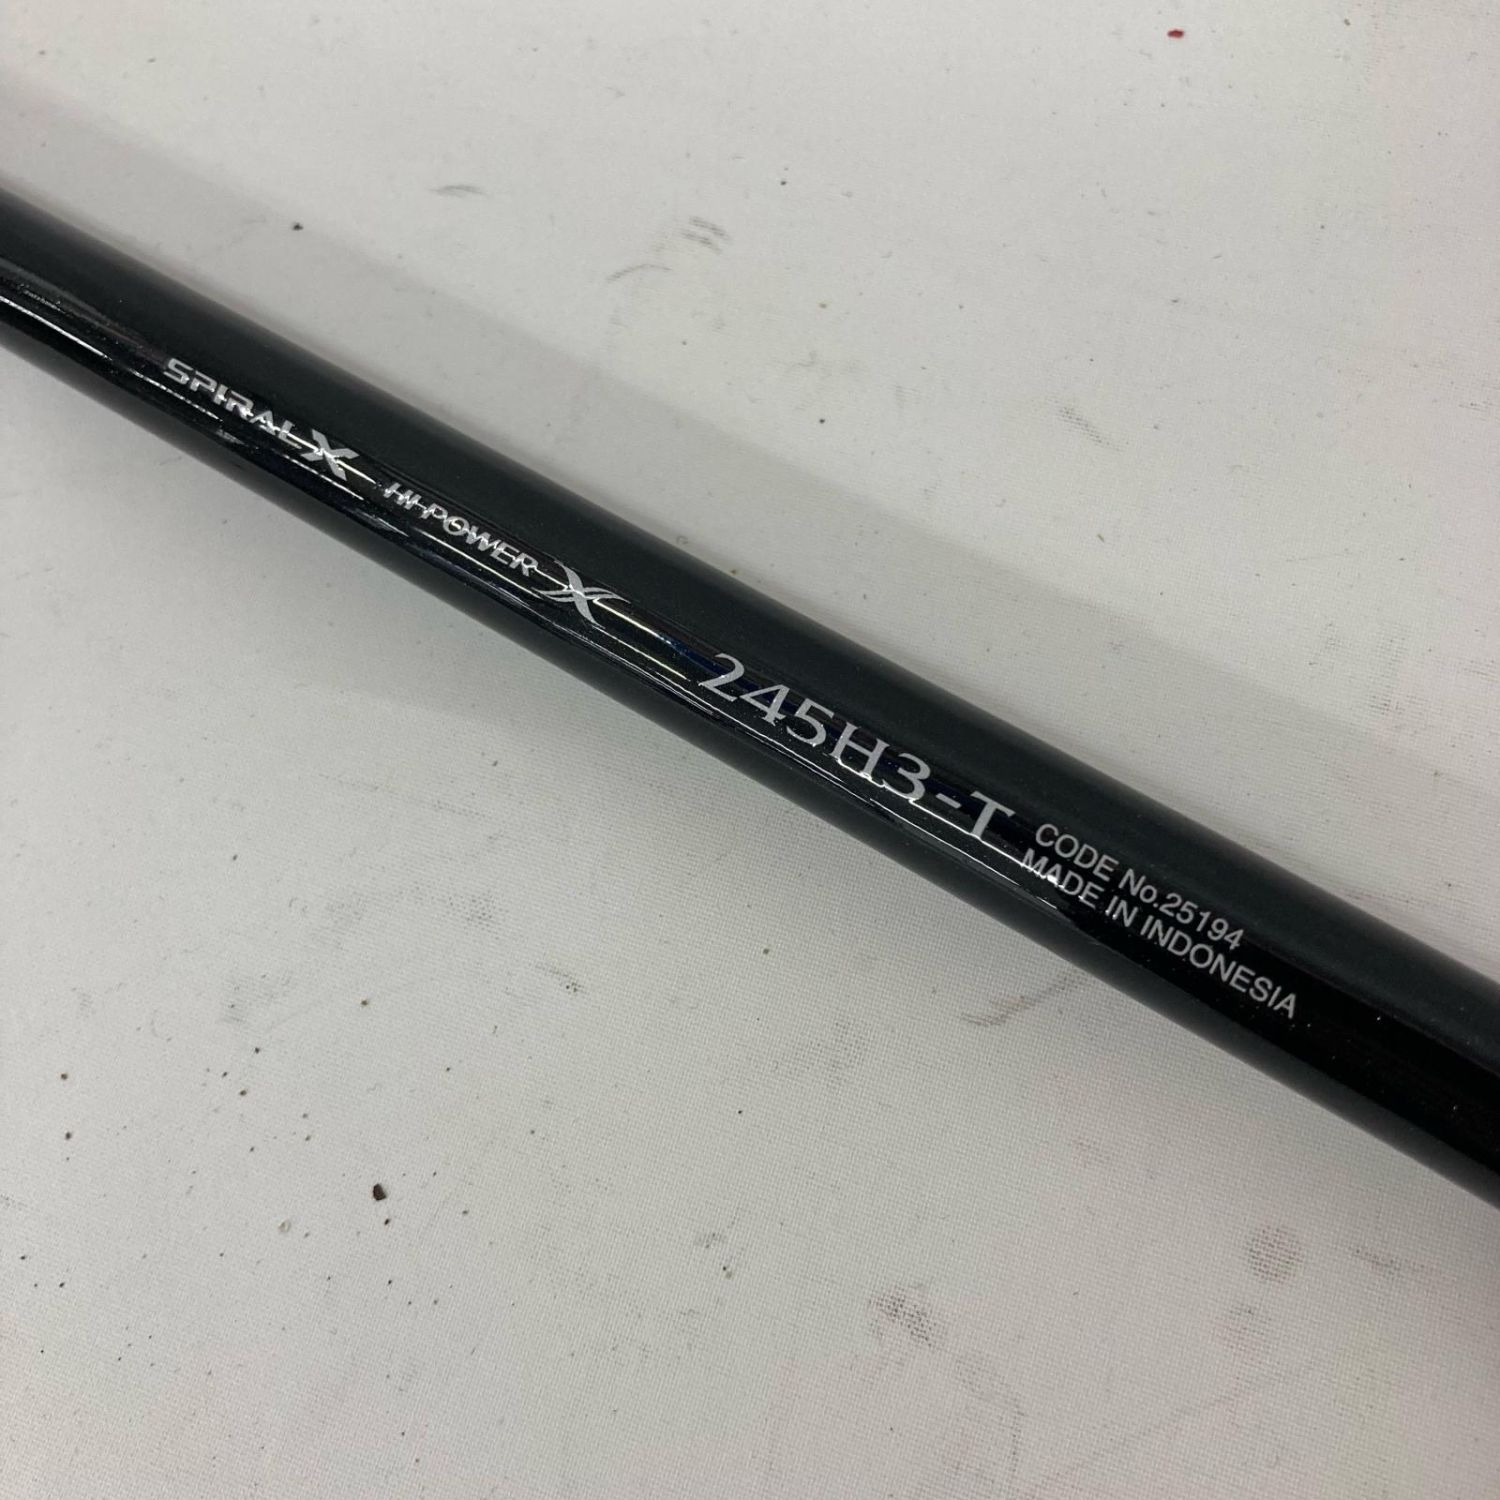 SPIRAL X HI-POWER X 245H3-T
CODE No.25194
MADE IN INDONESIA